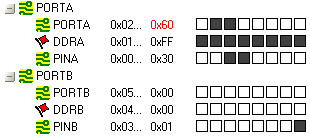 PORTA
PORTA 0x02... 0x60
DDRA 0x01... 0xFF
PINA 0x00... 0x30
PORTB
PORTB 0x05... 0x00
DDRB 0x04... 0x00
PINB 0x03... 0x01